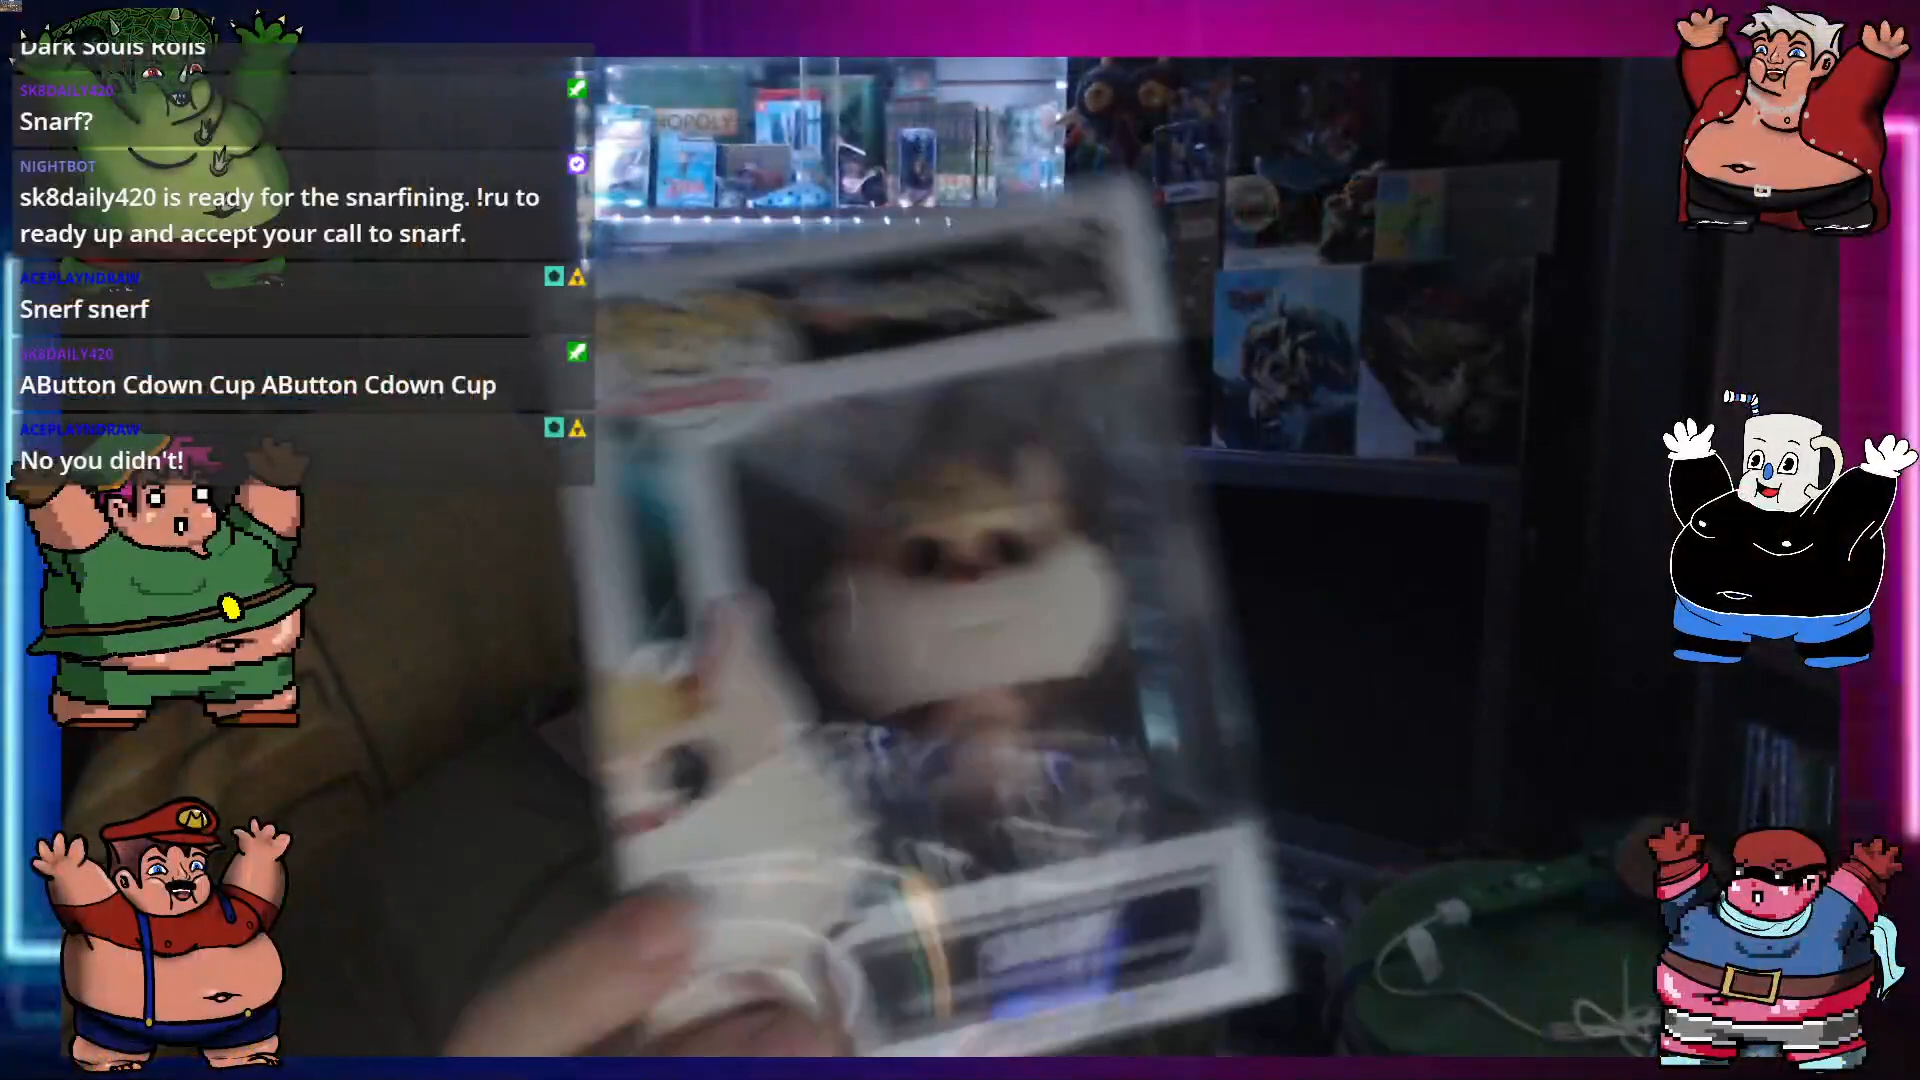 Dark Souls Rolls
SK8DAILY420
Snarf?
NIGHTBOT
sk8daily420 is ready for the snarfining. !ru to
ready up and accept your call to snarf.
ACEPLAYNDRAW
Snerf snerf
SK8DAILY420
AButton Cdown Cup AButton Cdown Cup
ACEPLAYNDRAW
No you didn't!